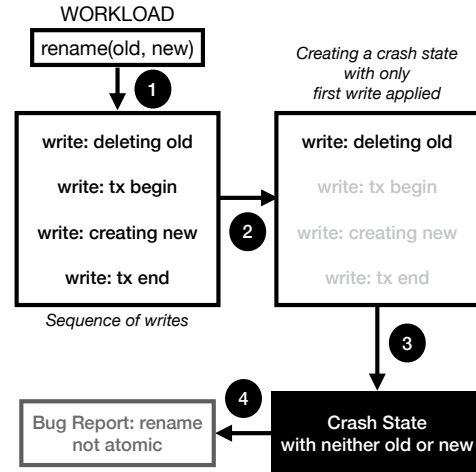 WORKLOAD
rename(old, new)
1
Creating a crash state
with only
first write applied
write: deleting old
write: tx begin
write: creating new
write: tx end
Sequence of writes
2
write: deleting old
write: tx begin
write: creating new
write: tx end
3
4
Bug Report: rename
not atomic
Crash State
with neither old or new